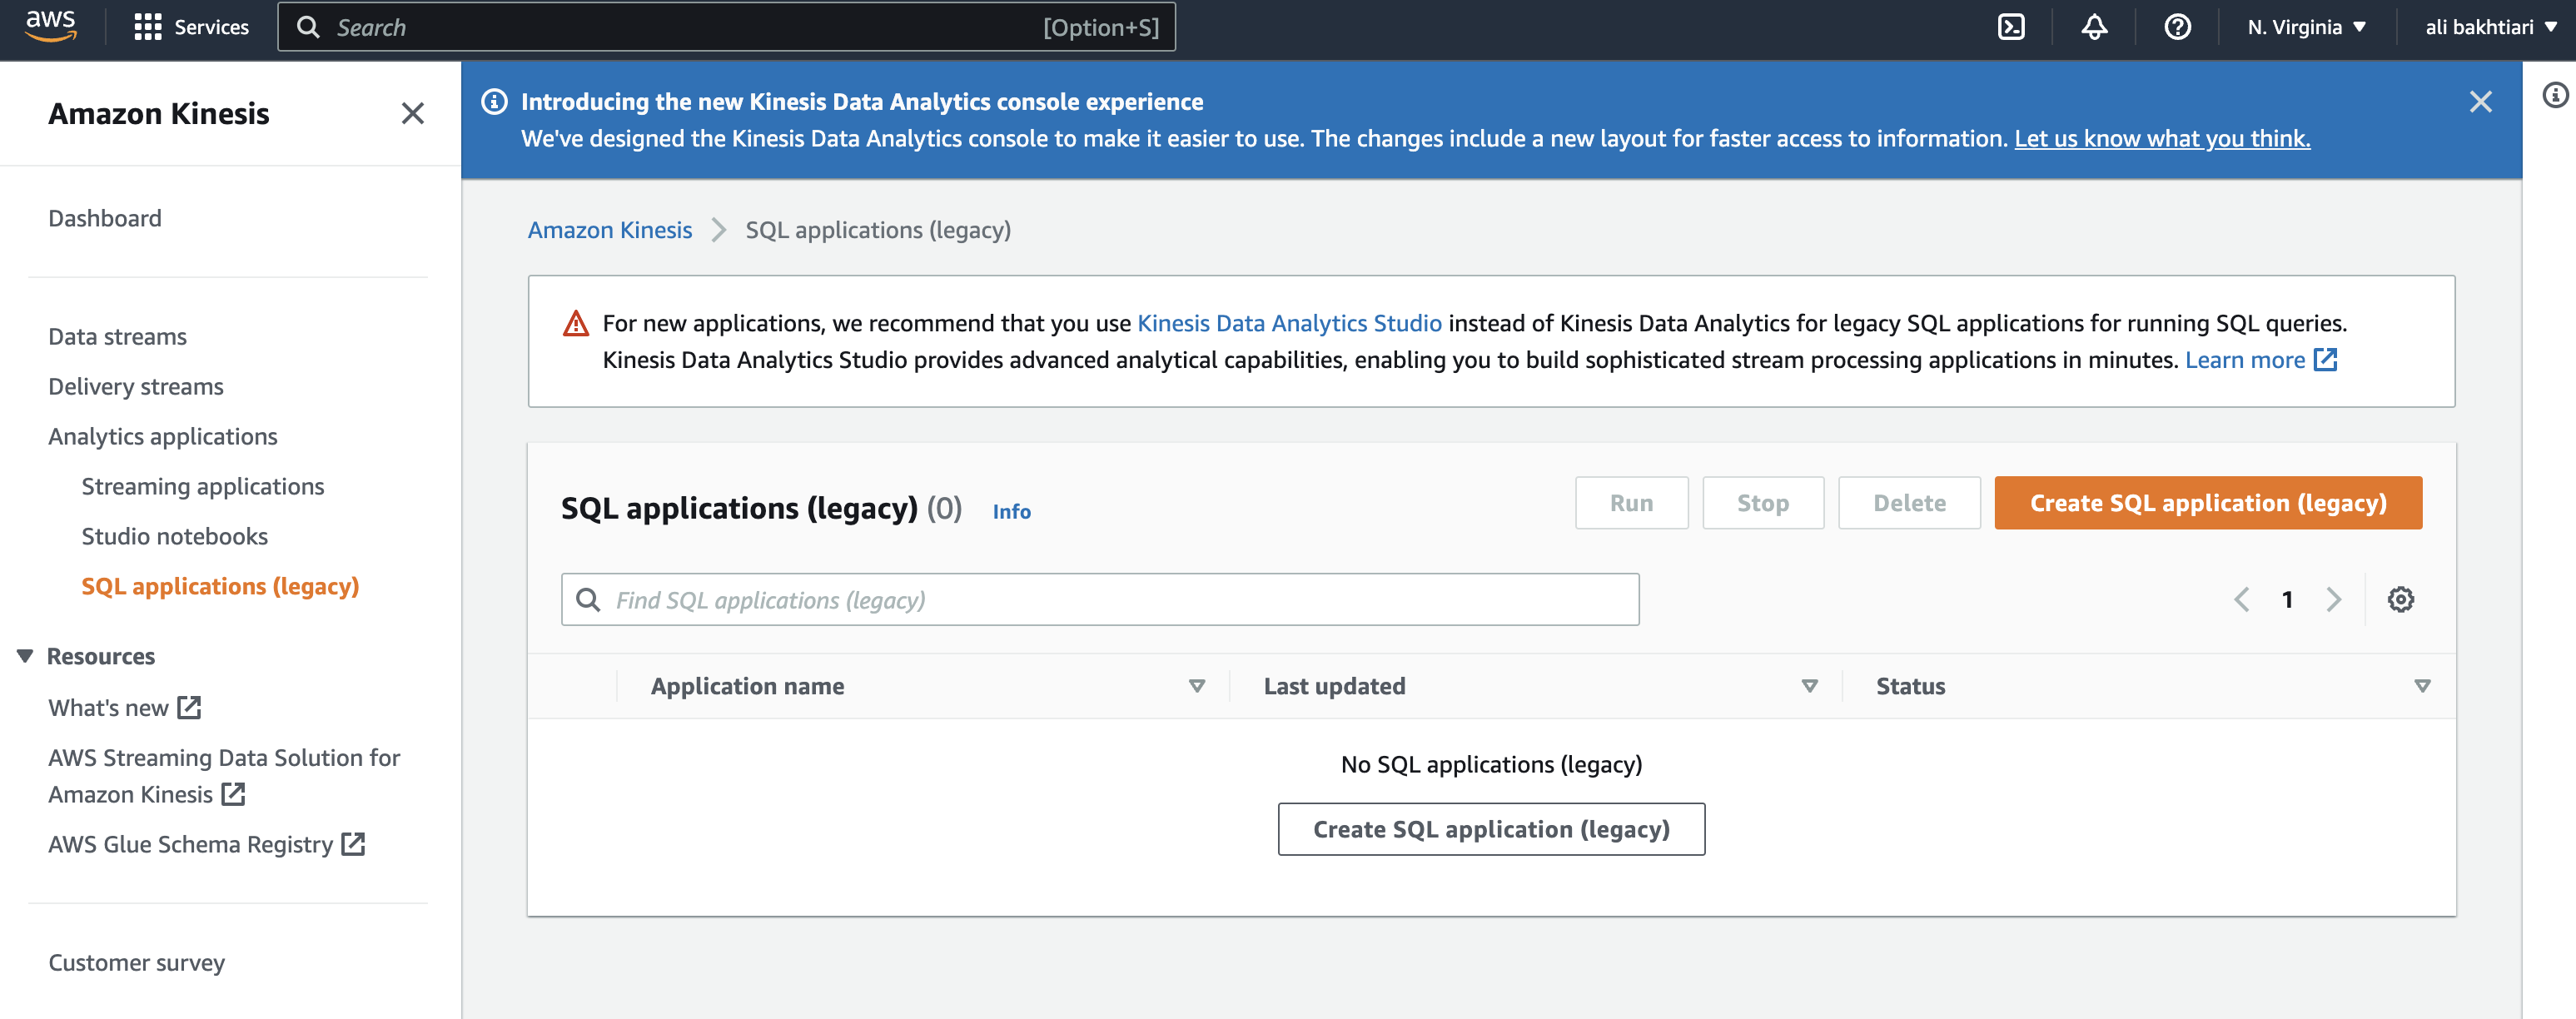 aws
Services
Search
[Option+S]
N. Virginia
ali bakhtiari
Amazon Kinesis
Dashboard
Data streams
Delivery streams
Analytics applications
Streaming applications
Studio notebooks
SQL applications (legacy)
Resources
What's new
AWS Streaming Data Solution for
Amazon Kinesis
AWS Glue Schema Registry
Customer survey
Introducing the new Kinesis Data Analytics console experience
We've designed the Kinesis Data Analytics console to make it easier to use. The changes include a new layout for faster access to information. Let us know what you think.
Amazon Kinesis
SQL applications (legacy)
For new applications, we recommend that you use Kinesis Data Analytics Studio instead of Kinesis Data Analytics for legacy SQL applications for running SQL queries.
Kinesis Data Analytics Studio provides advanced analytical capabilities, enabling you to build sophisticated stream processing applications in minutes. Learn more
SQL applications (legacy) (0)
Info
Run
Stop
Delete
Create SQL application (legacy)
Find SQL applications (legacy)
1
Application name
Last updated
Status
No SQL applications (legacy)
Create SQL application (legacy)